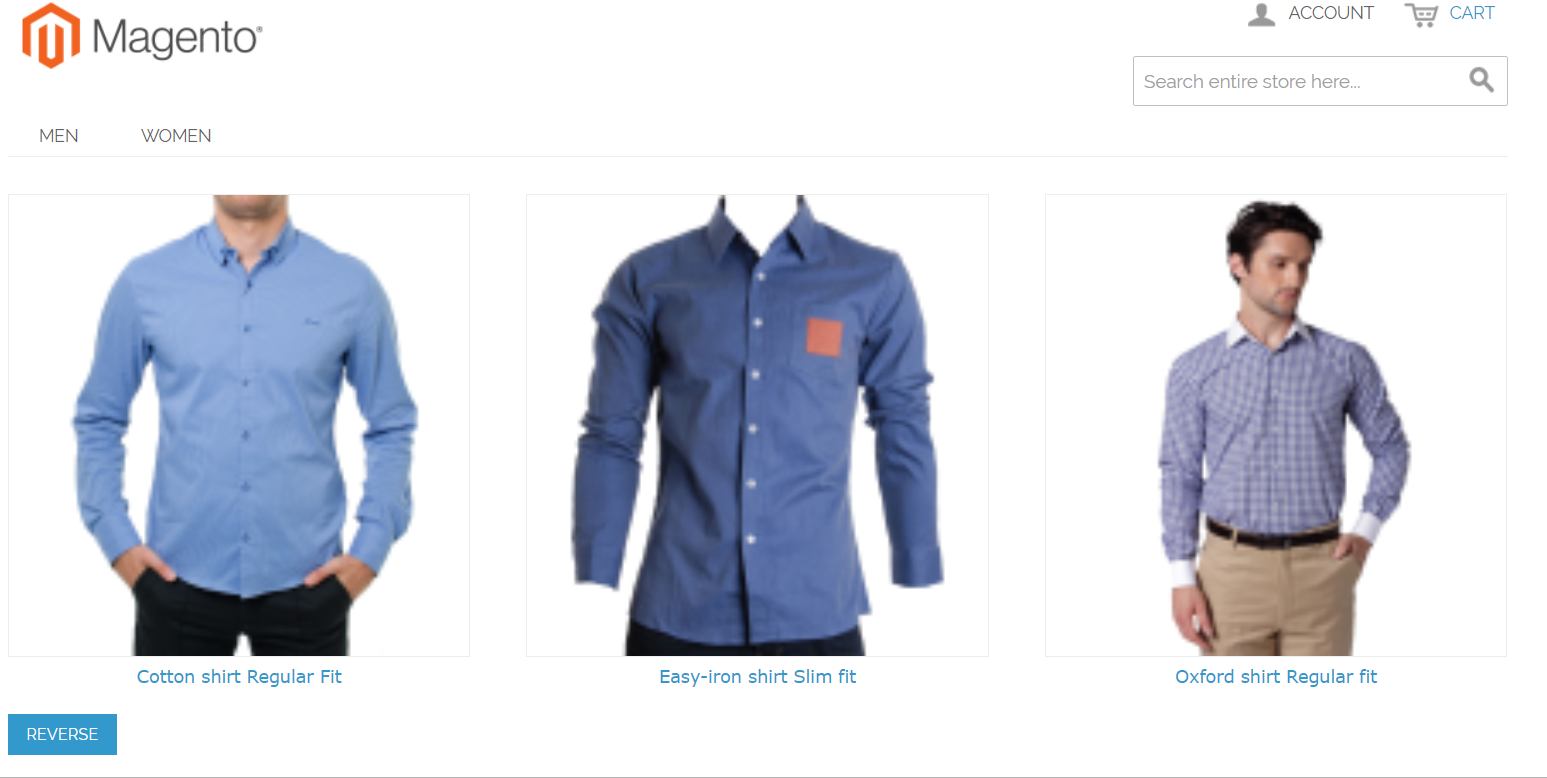 Magento®
ACCOUNT
CART
Search entire store here...
MEN
WOMEN
Cotton shirt Regular Fit
Easy-iron shirt Slim fit
Oxford shirt Regular fit
REVERSE